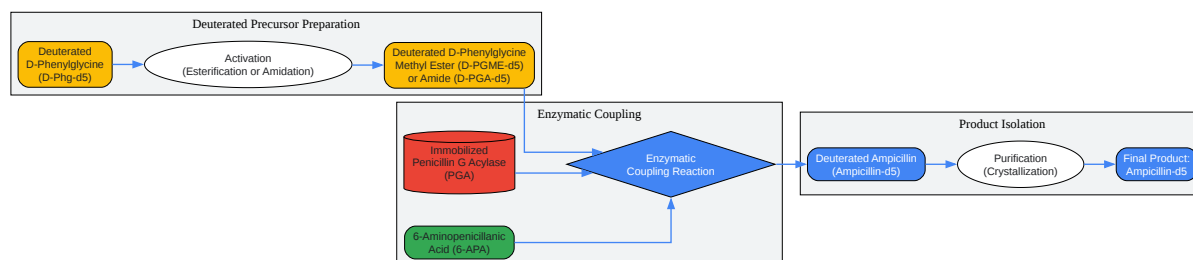 Deuterated Precursor Preparation
Deuterated
D-Phenylglycine
(D-Phg-d5)
Activation
(Esterification or Amidation)
Deuterated D-Phenylglycine
Methyl Ester (D-PGME-d5)
or Amide (D-PGA-d5)
Enzymatic Coupling
Immobilized
Penicillin G Acylase
(PGA)
Enzymatic
Coupling Reaction
6-Aminopenicillanic
Acid (6-APA)
Product Isolation
Deuterated Ampicillin
(Ampicillin-d5)
Purification
(Crystallization)
Final Product:
Ampicillin-d5